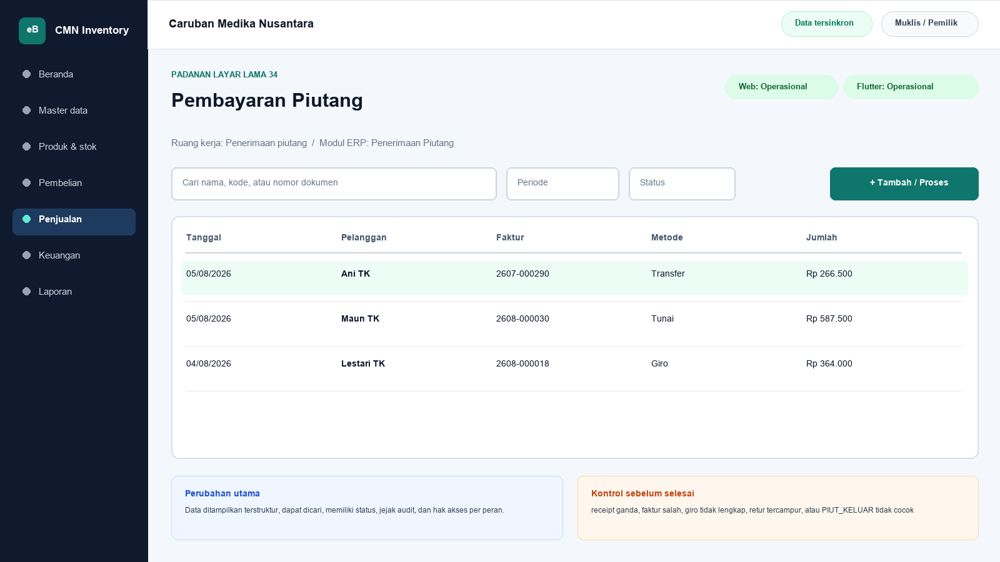 eB
CMN Inventory
Beranda
Master data
Produk & stok
Pembelian
Penjualan
Keuangan
Laporan
Caruban Medika Nusantara
Data tersinkron
Muklis / Pemilik
PADANAN LAYAR LAMA 34
Pembayaran Piutang
Web: Operasional
Flutter: Operasional
Ruang kerja: Penerimaan piutang / Modul ERP: Penerimaan Piutang
Cari nama, kode, atau nomor dokumen
Periode
Status
+ Tambah / Proses
Tanggal Pelanggan Faktur Metode Jumlah
05/08/2026 Ani TK 2607-000290 Transfer Rp 266.500
05/08/2026 Maun TK 2608-000030 Tunai Rp 587.500
04/08/2026 Lestari TK 2608-000018 Giro Rp 364.000
Perubahan utama
Data ditampilkan terstruktur, dapat dicari, memiliki status, jejak audit, dan hak akses per peran.
Kontrol sebelum selesai
receipt ganda, faktur salah, giro tidak lengkap, retur tercampur, atau PIUT_KELUAR tidak cocok